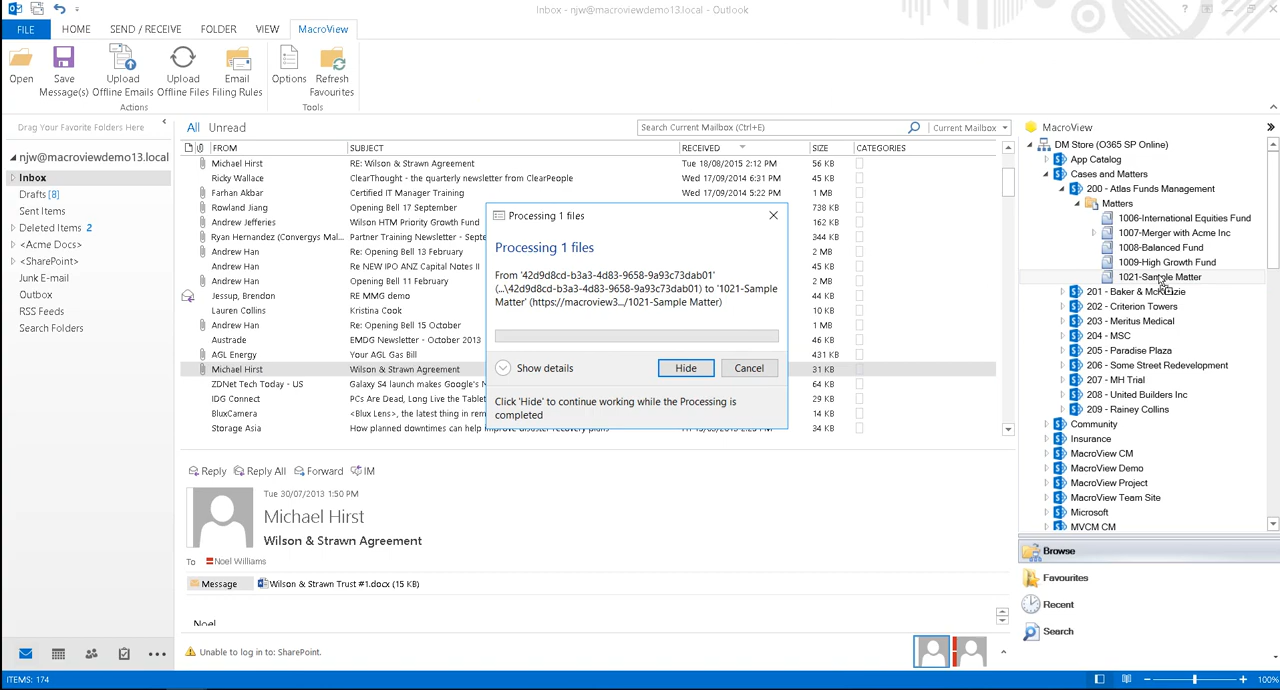 Inbox - njw@macroviewdemo13.local - Outlook
FILE HOME SEND / RECEIVE FOLDER VIEW MacroView
Open Save Message(s) Upload Offline Emails Upload Offline Files Email Filing Rules Options Refresh Favourites
Actions Tools
Drag Your Favorite Folders Here
njw@macroviewdemo13.local
Inbox
Drafts [8]
Sent Items
Deleted Items 2
<Acme Docs>
<SharePoint>
Junk E-mail
Outbox
RSS Feeds
Search Folders
All Unread
Search Current Mailbox (Ctrl+E) Current Mailbox
FROM SUBJECT RECEIVED SIZE CATEGORIES
Michael Hirst RE: Wilson & Strawn Agreement Tue 18/08/2015 2:12 PM 56 KB
Ricky Wallace ClearThought - the quarterly newsletter from ClearPeople Wed 17/09/2014 6:31 PM 45 KB
Farhan Akbar Certified IT Manager Training Wed 17/09/2014 5:22 PM 1 MB
Rowland Jiang Opening Bell 17 September 738 KB
Andrew Jefferies Wilson HTM Priority Growth Fund 162 KB
Ryan Hernandez (Convergys Mal... Partner Training Newsletter - Septe 344 KB
Andrew Han Re: Opening Bell 13 February 2 MB
Andrew Han Re NEW IPO ANZ Capital Notes II 45 KB
Andrew Han Re: Opening Bell 11 February 1 MB
Jessup, Brendon RE MMG demo 44 KB
Lauren Collins Kristina Cook 10 KB
Andrew Han Re: Opening Bell 15 October 2 MB
Austrade EMDG Newsletter - October 2013 46 KB
AGL Energy Your AGL Gas Bill 431 KB
Michael Hirst Wilson & Strawn Agreement 31 KB
ZDNet Tech Today - US Galaxy S4 launch makes Google's 64 KB
IDG Connect PCs Are Dead, Long Live the Tablet 29 KB
BluxCamera <Blux Lens>, the latest thing in rem 14 KB
Storage Asia How planned downtimes can help 34 KB
Processing 1 files
Processing 1 files
From '42d9d8cd-b3a3-4d83-9658-9a93c73dab01'
(...\42d9d8cd-b3a3-4d83-9658-9a93c73dab01) to '1021-Sample
Matter' (https://macroview3.../1021-Sample Matter)
Show details Hide Cancel
Click 'Hide' to continue working while the Processing is
completed
Reply Reply All Forward IM
Tue 30/07/2013 1:50 PM
Michael Hirst
Wilson & Strawn Agreement
To Noel Williams
Message Wilson & Strawn Trust #1.docx (15 KB)
Noel
Unable to log in to: SharePoint.
MacroView
DM Store (O365 SP Online)
App Catalog
Cases and Matters
200 - Atlas Funds Management
Matters
1006-International Equities Fund
1007-Merger with Acme Inc
1008-Balanced Fund
1009-High Growth Fund
1021-Sample Matter
201 - Baker & McKenzie
202 - Criterion Towers
203 - Meritus Medical
204 - MSC
205 - Paradise Plaza
206 - Some Street Redevelopment
207 - MH Trial
208 - United Builders Inc
209 - Rainey Collins
Community
Insurance
MacroView CM
MacroView Demo
MacroView Project
MacroView Team Site
Microsoft
MVCM CM
Browse
Favourites
Recent
Search
ITEMS: 174 100%